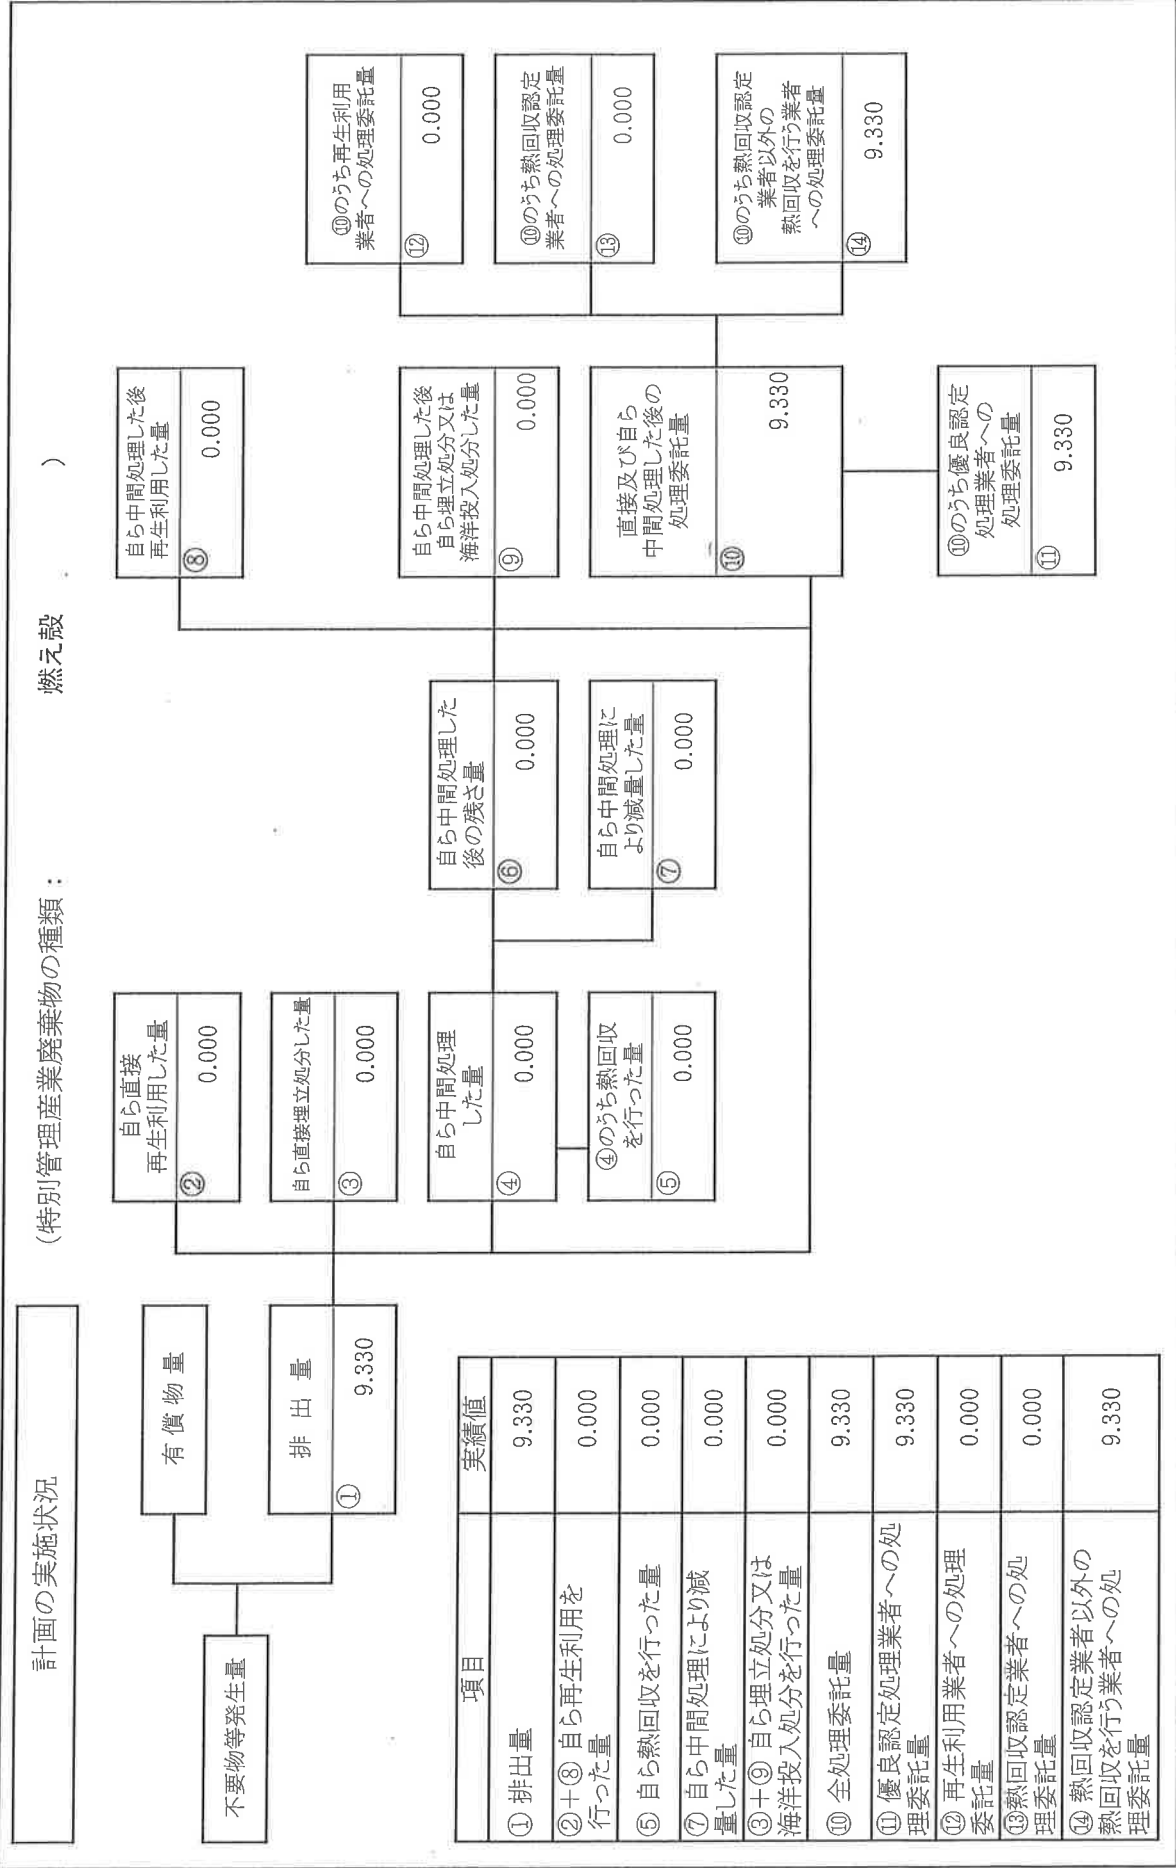 計画の実施状況
(特別管理産業廃棄物の種類： 燃え殻 )
不要物等発生量
有償物量
排出量
①
9.330
自ら直接
再生利用した量
②
0.000
自ら直接埋立処分した量
③
0.000
自ら中間処理
した量
④
0.000
④のうち熱回収
を行った量
⑤
0.000
自ら中間処理した
後の残さ量
⑥
0.000
自ら中間処理に
より減量した量
⑦
0.000
自ら中間処理した後
再生利用した量
⑧
0.000
自ら中間処理した後
自ら埋立処分又は
海洋投入処分した量
⑨
0.000
直接及び自ら
中間処理した後の
処理委託量
⑩
9.330
⑩のうち優良認定
処理業者への
処理委託量
⑪
9.330
⑩のうち再生利用
業者への処理委託量
⑫
0.000
⑩のうち熱回収認定
業者への処理委託量
⑬
0.000
⑩のうち熱回収認定
業者以外の
熱回収を行う業者
への処理委託量
⑭
9.330
項目 実績値
① 排出量 9.330
②＋⑧ 自ら再生利用を
行った量 0.000
⑤ 自ら熱回収を行った量 0.000
⑦ 自ら中間処理により減
量した量 0.000
③＋⑨ 自ら埋立処分又は
海洋投入処分を行った量 0.000
⑩ 全処理委託量 9.330
⑪ 優良認定処理業者への処
理委託量 9.330
⑫ 再生利用業者への処理
委託量 0.000
⑬熱回収認定業者への処
理委託量 0.000
⑭ 熱回収認定業者以外の
熱回収を行う業者への処
理委託量 9.330